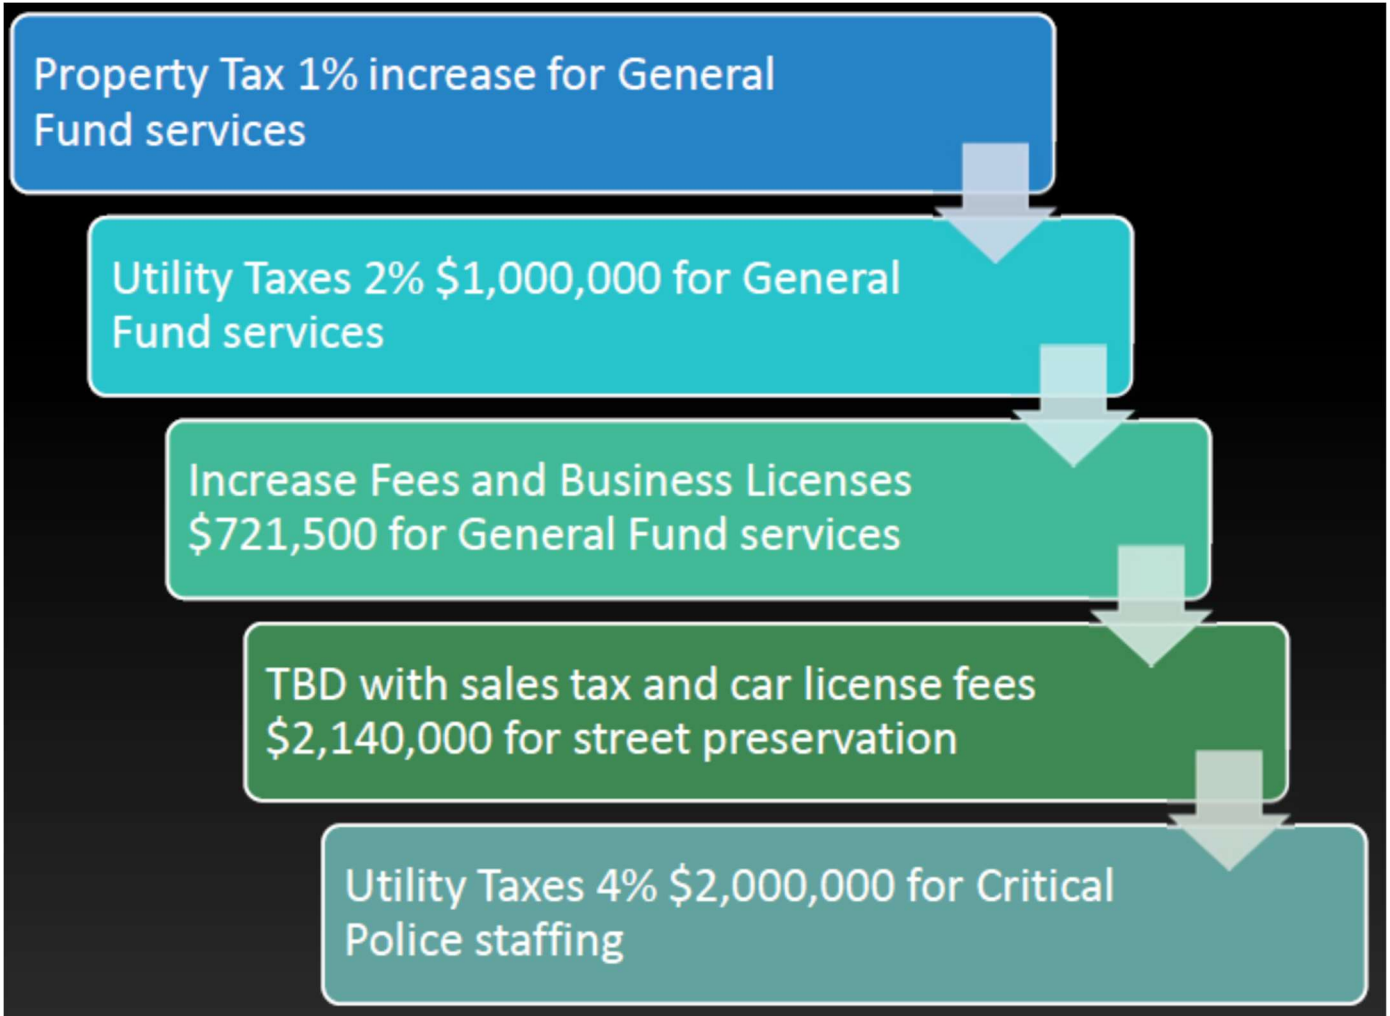 Property Tax 1% increase for General
Fund services
Utility Taxes 2% $1,000,000 for General
Fund services
Increase Fees and Business Licenses
$721,500 for General Fund services
TBD with sales tax and car license fees
$2,140,000 for street preservation
Utility Taxes 4% $2,000,000 for Critical
Police staffing